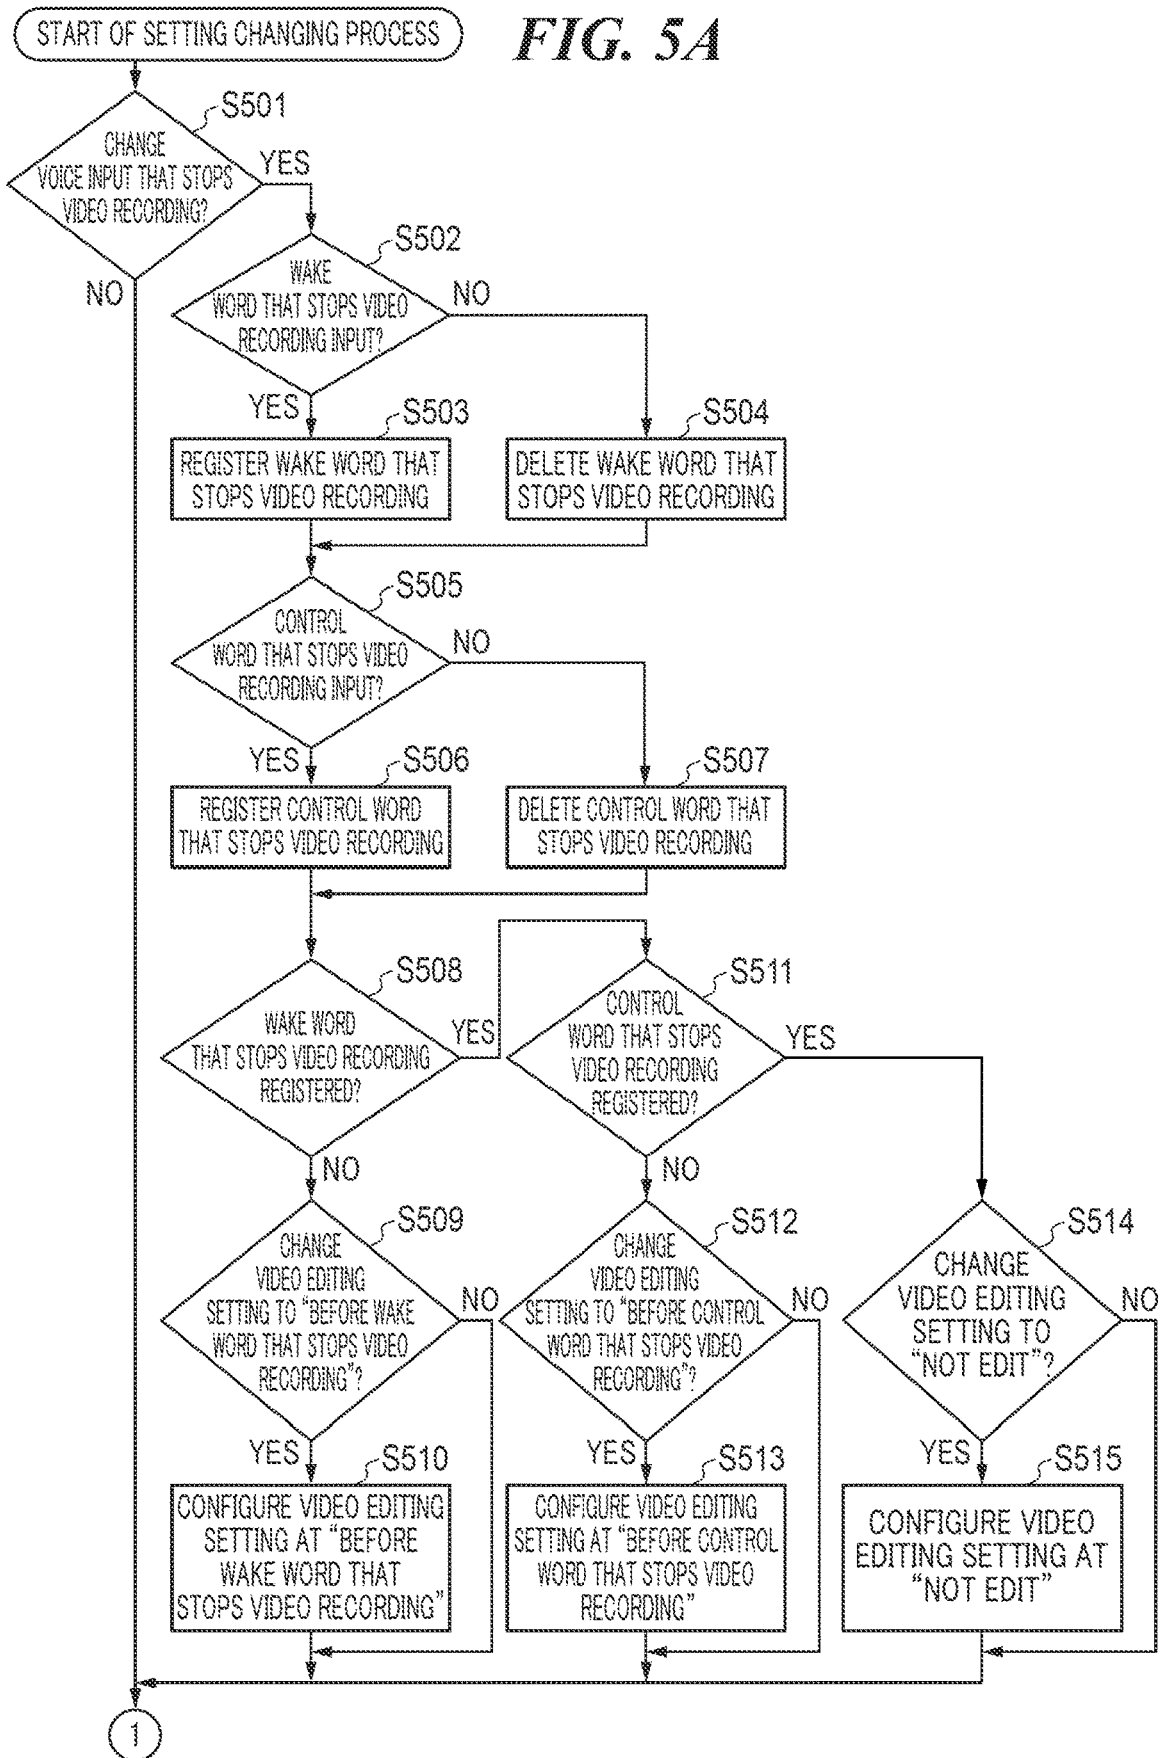 START OF SETTING CHANGING PROCESS
FIG. 5A
S501
CHANGE
VOICE INPUT THAT STOPS
VIDEO RECORDING?
YES
NO
S502
WAKE
WORD THAT STOPS VIDEO
RECORDING INPUT?
NO
YES
S503
REGISTER WAKE WORD THAT
STOPS VIDEO RECORDING
S504
DELETE WAKE WORD THAT
STOPS VIDEO RECORDING
S505
CONTROL
WORD THAT STOPS VIDEO
RECORDING INPUT?
NO
YES
S506
REGISTER CONTROL WORD
THAT STOPS VIDEO RECORDING
S507
DELETE CONTROL WORD THAT
STOPS VIDEO RECORDING
S508
WAKE WORD
THAT STOPS VIDEO RECORDING
REGISTERED?
YES
NO
S511
CONTROL
WORD THAT STOPS
VIDEO RECORDING
REGISTERED?
YES
NO
S509
CHANGE
VIDEO EDITING
SETTING TO “BEFORE WAKE
WORD THAT STOPS VIDEO
RECORDING”?
NO
YES
S512
CHANGE
VIDEO EDITING
SETTING TO “BEFORE CONTROL
WORD THAT STOPS VIDEO
RECORDING”?
NO
YES
S514
CHANGE
VIDEO EDITING
SETTING TO
“NOT EDIT”?
NO
YES
S510
CONFIGURE VIDEO EDITING
SETTING AT “BEFORE
WAKE WORD THAT
STOPS VIDEO RECORDING”
S513
CONFIGURE VIDEO EDITING
SETTING AT “BEFORE CONTROL
WORD THAT STOPS VIDEO
RECORDING”
S515
CONFIGURE VIDEO
EDITING SETTING AT
“NOT EDIT”
1